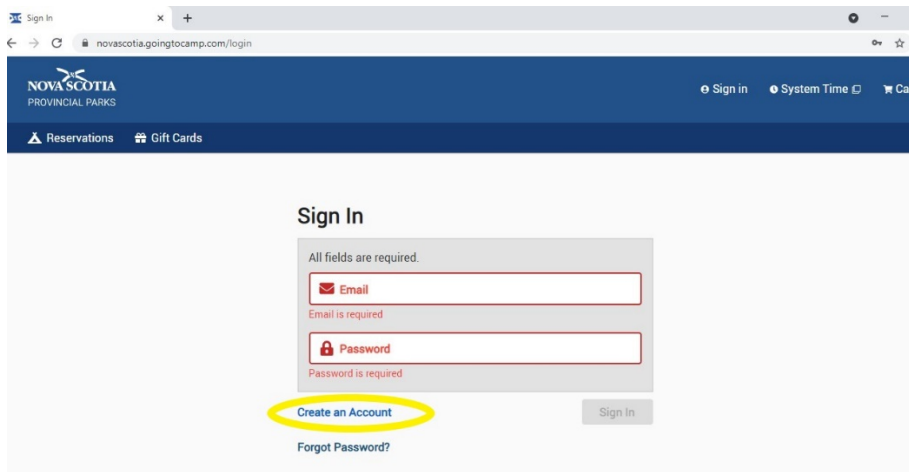 Sign In
novascotia.goingtocamp.com/login
NOVA SCOTIA
PROVINCIAL PARKS
Sign in
System Time
Ca
Reservations
Gift Cards
Sign In
All fields are required.
Email
Email is required
Password
Password is required
Create an Account
Sign In
Forgot Password?